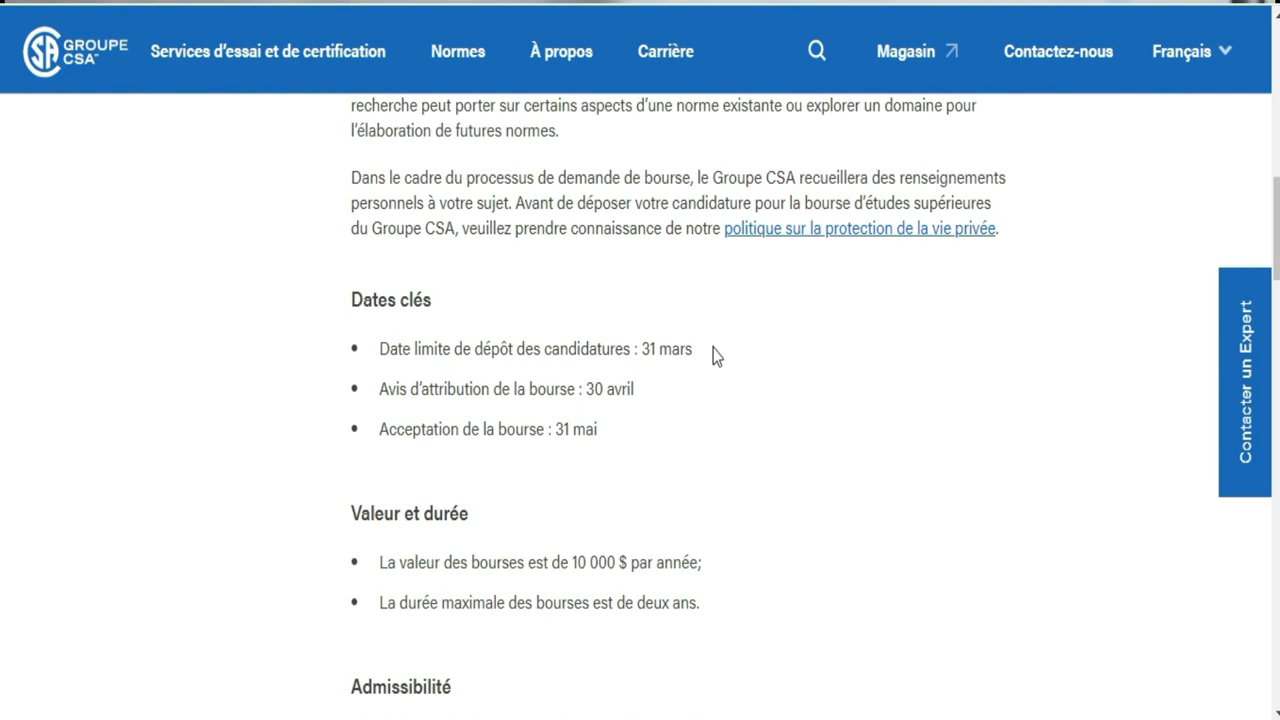 GROUPE
CSA™
Services d'essai et de certification
Normes
À propos
Carrière
Magasin
Contactez-nous
Français
recherche peut porter sur certains aspects d'une norme existante ou explorer un domaine pour
l'élaboration de futures normes.
Dans le cadre du processus de demande de bourse, le Groupe CSA recueillera des renseignements
personnels à votre sujet. Avant de déposer votre candidature pour la bourse d'études supérieures
du Groupe CSA, veuillez prendre connaissance de notre politique sur la protection de la vie privée.
Dates clés
• Date limite de dépôt des candidatures : 31 mars
• Avis d'attribution de la bourse : 30 avril
• Acceptation de la bourse : 31 mai
Contacter un Expert
Valeur et durée
• La valeur des bourses est de 10 000 $ par année;
• La durée maximale des bourses est de deux ans.
Admissibilité